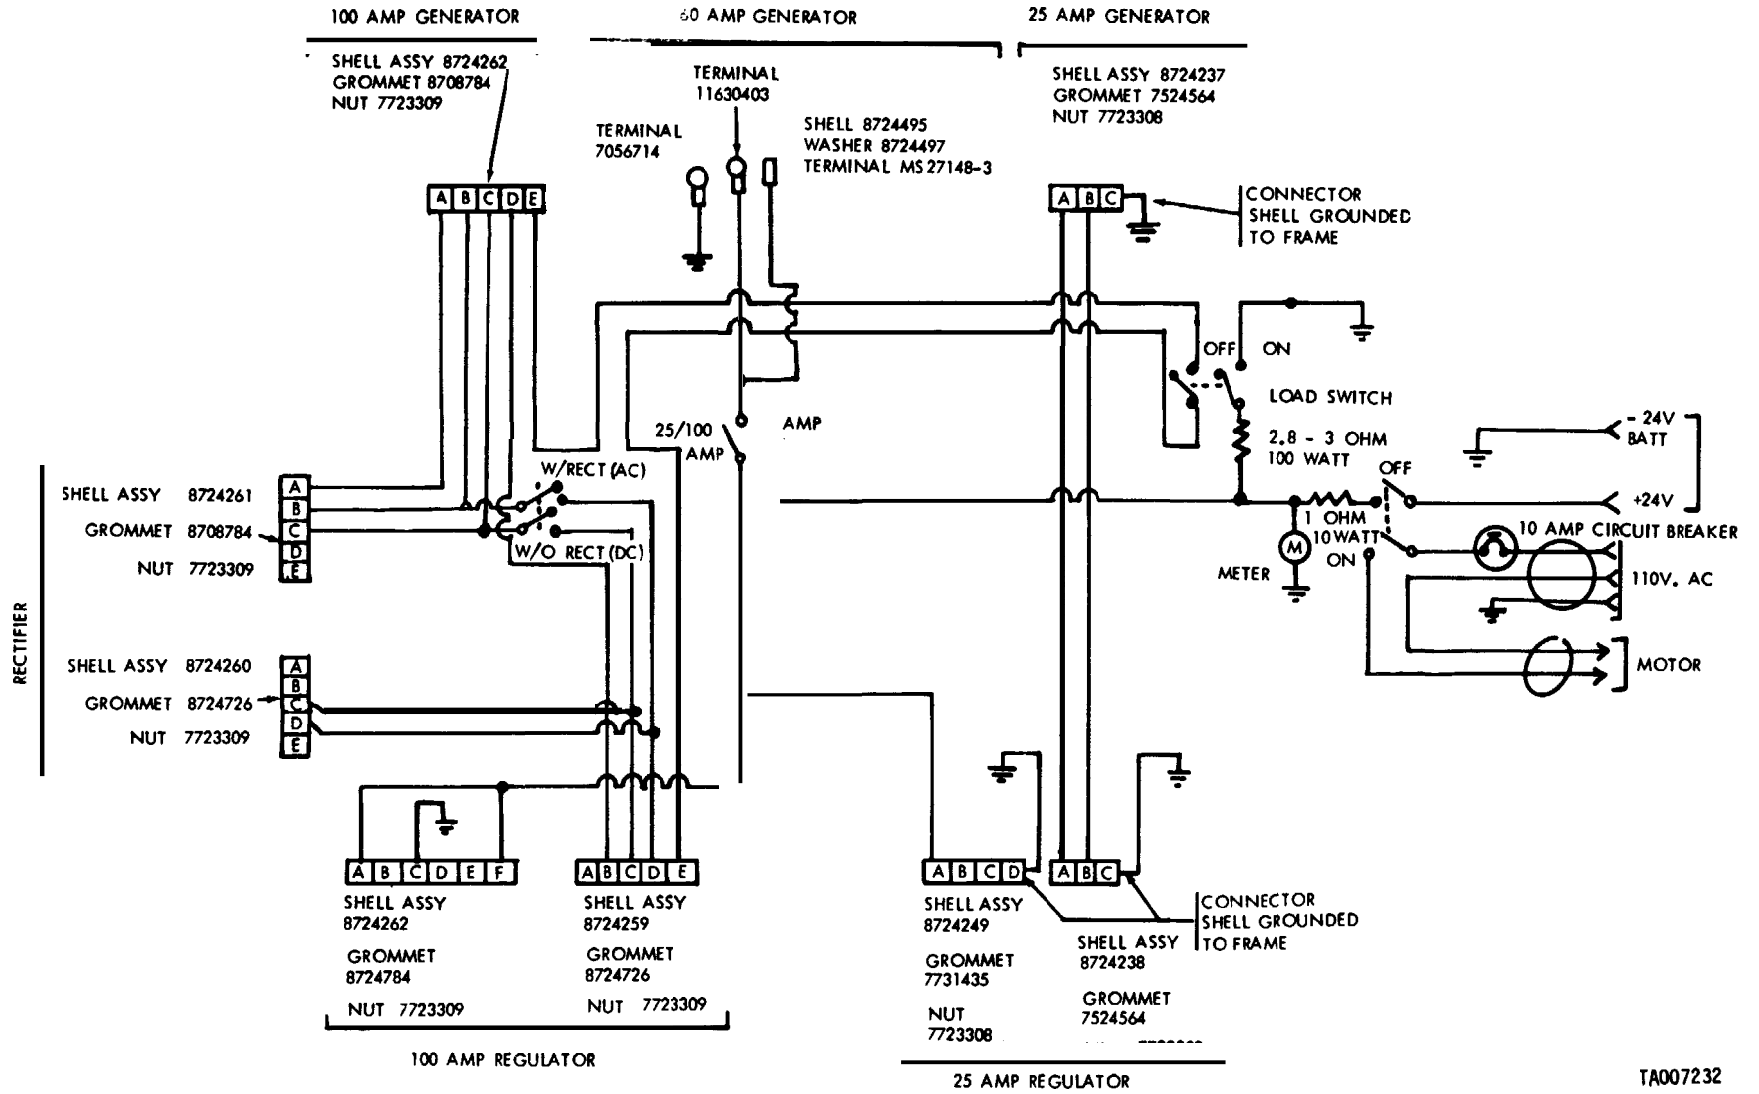 100 AMP GENERATOR
60 AMP GENERATOR
25 AMP GENERATOR
SHELL ASSY 8724262
GROMMET 8708784
NUT 7723309
TERMINAL
11630403
TERMINAL
7056714
SHELL 8724495
WASHER 8724497
TERMINAL MS27148-3
SHELL ASSY 8724237
GROMMET 7524564
NUT 7723308
A B C D E
A B C
CONNECTOR
SHELL GROUNDED
TO FRAME
OFF
ON
LOAD SWITCH
25/100
AMP
AMP
2.8 - 3 OHM
100 WATT
- 24V
BATT
OFF
+24V
W/RECT (AC)
W/O RECT (DC)
1 OHM
10 WATT
ON
M
METER
10 AMP CIRCUIT BREAKER
110V. AC
MOTOR
RECTIFIER
SHELL ASSY 8724261
GROMMET 8708784
NUT 7723309
A
B
C
D
E
SHELL ASSY 8724260
GROMMET 8724726
NUT 7723309
A
B
C
D
E
A B C D E F
SHELL ASSY
8724262
GROMMET
8724784
NUT 7723309
A B C D E
SHELL ASSY
8724259
GROMMET
8724726
NUT 7723309
100 AMP REGULATOR
A B C D
SHELL ASSY
8724249
GROMMET
7731435
NUT
7723308
A B C
SHELL ASSY
8724238
GROMMET
7524564
CONNECTOR
SHELL GROUNDED
TO FRAME
25 AMP REGULATOR
TA007232